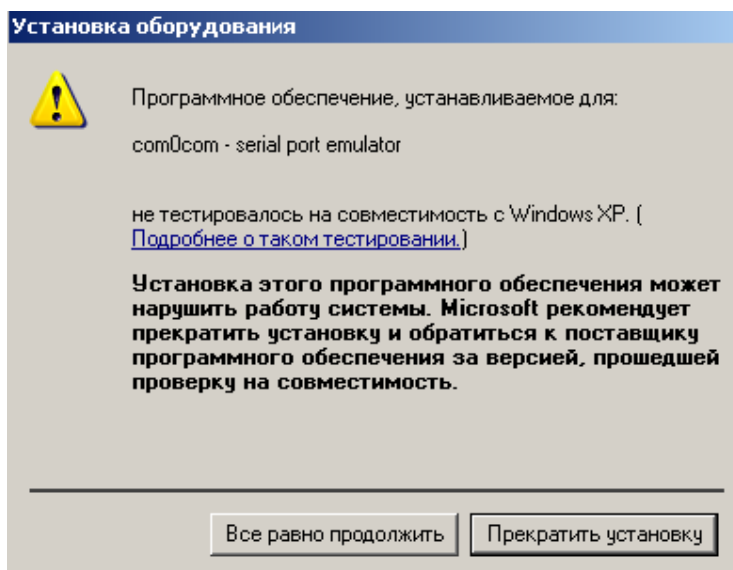 Установка оборудования
Программное обеспечение, устанавливаемое для:
com0com - serial port emulator
не тестировалось на совместимость с Windows XP. (
Подробнее о таком тестировании.)
Установка этого программного обеспечения может
нарушить работу системы. Microsoft рекомендует
прекратить установку и обратиться к поставщику
программного обеспечения за версией, прошедшей
проверку на совместимость.
Все равно продолжить
Прекратить установку